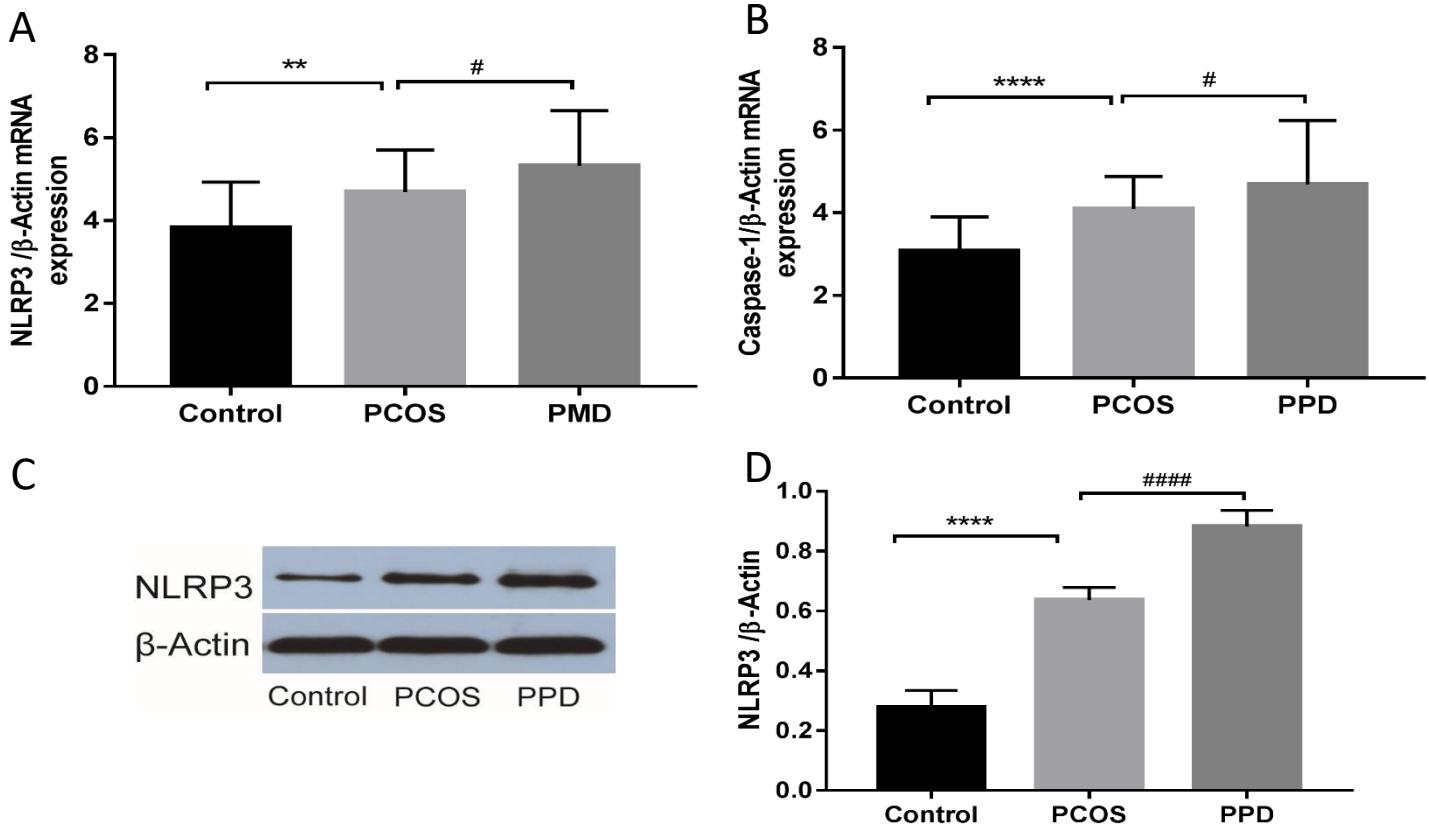 A
NLRP3 /β-Actin mRNA
expression
8
6
4
2
0
**
#
Control PCOS PMD
B
Caspase-1/β-Actin mRNA
expression
8
6
4
2
0
****
#
Control PCOS PPD
C
NLRP3
β-Actin
Control PCOS PPD
D
NLRP3 /β-Actin
1.0
0.8
0.6
0.4
0.2
0.0
****
####
Control PCOS PPD